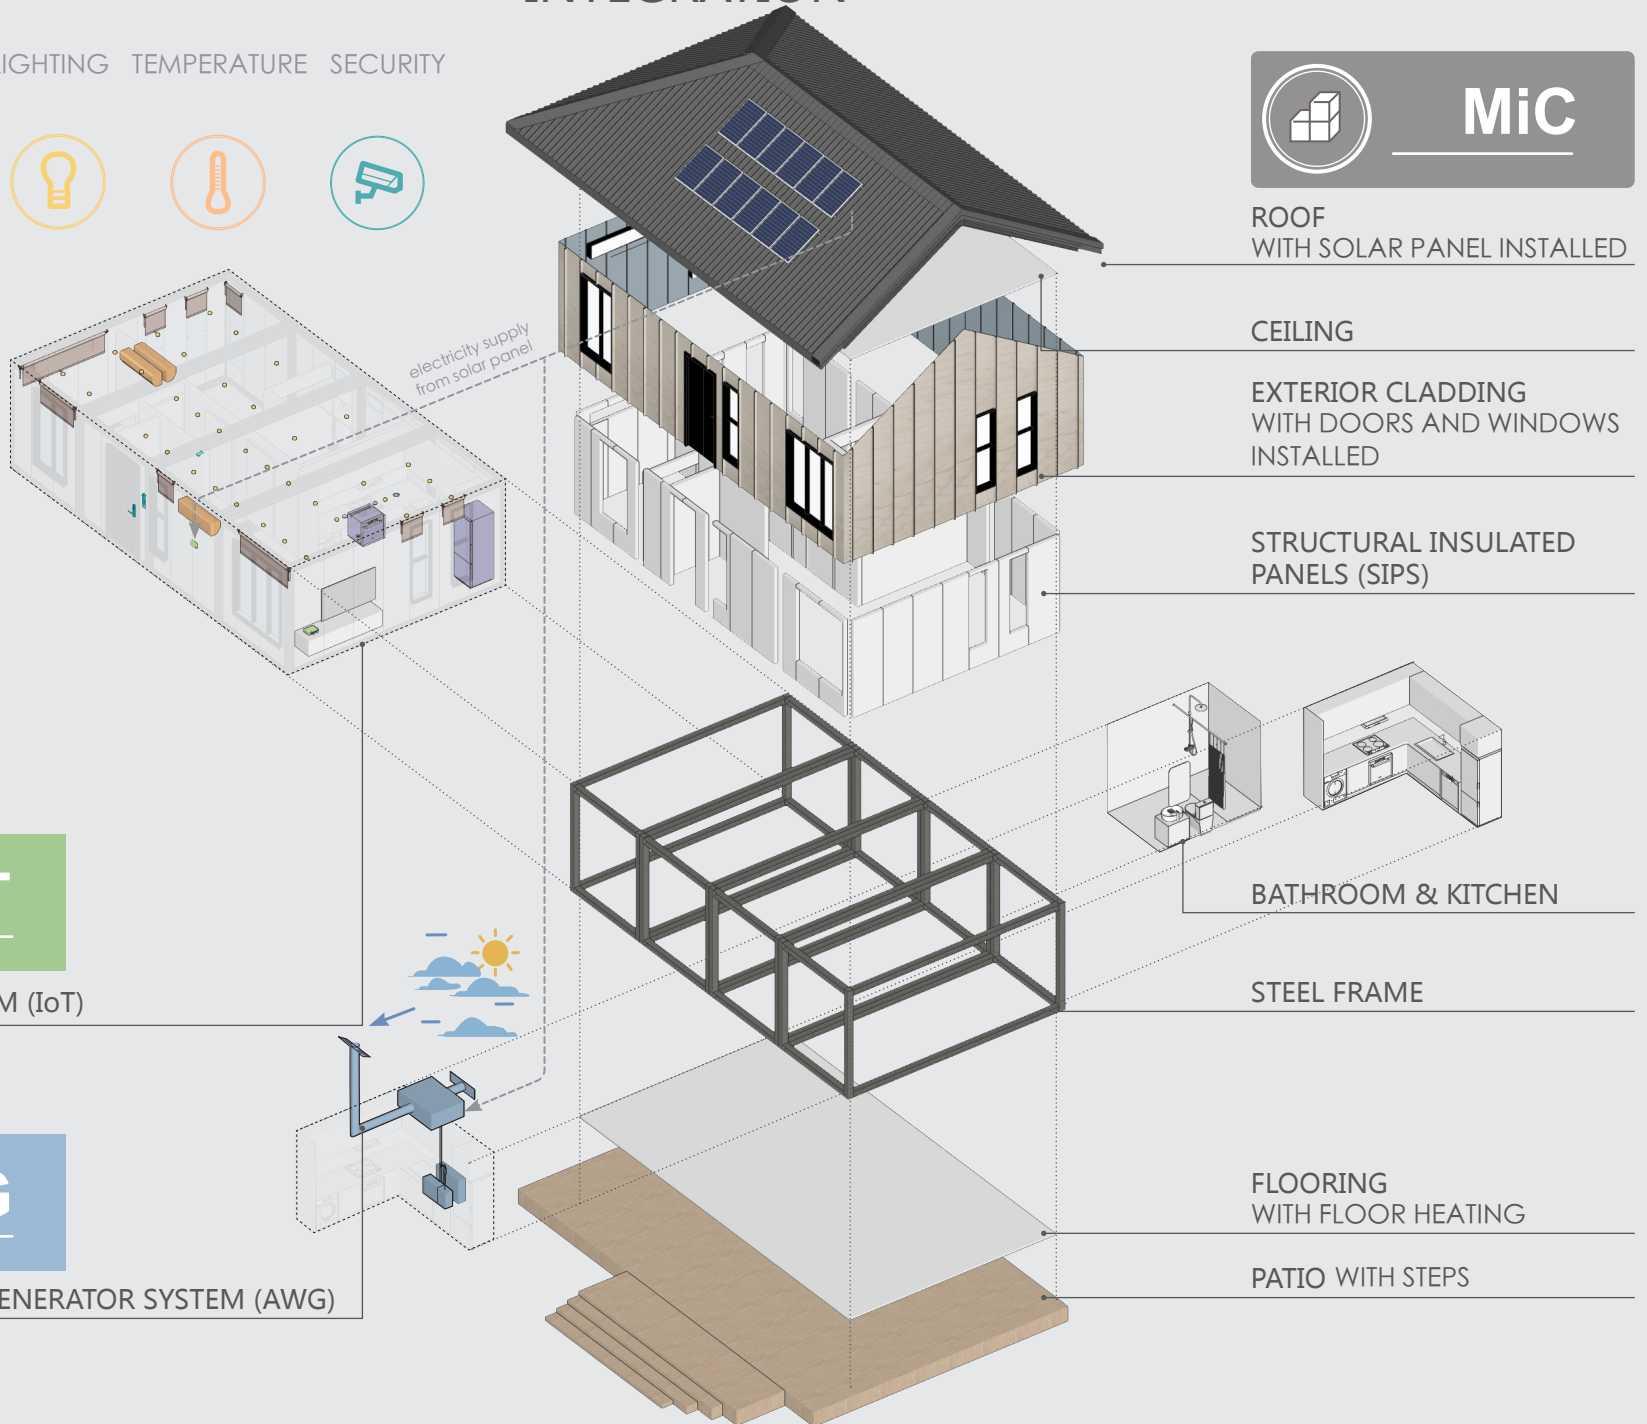 INTEGRATION
LIGHTING TEMPERATURE SECURITY
MiC
ROOF
WITH SOLAR PANEL INSTALLED
CEILING
EXTERIOR CLADDING
WITH DOORS AND WINDOWS
INSTALLED
STRUCTURAL INSULATED
PANELS (SIPS)
electricity supply
from solar panel
BATHROOM & KITCHEN
STEEL FRAME
M (IoT)
FLOORING
WITH FLOOR HEATING
PATIO WITH STEPS
G
ENERATOR SYSTEM (AWG)